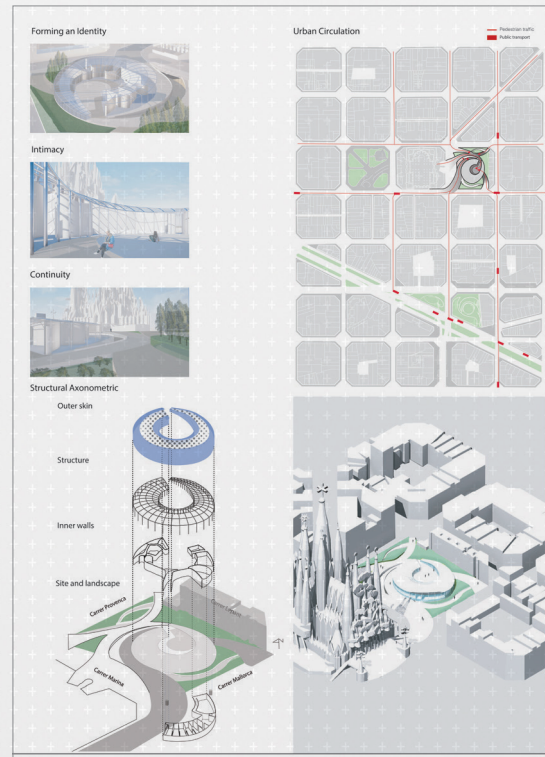 Forming an Identity
Intimacy
Continuity
Structural Axonometric
Outer skin
Structure
Inner walls
Site and landscape
Carrer Provenca
Carrer Marina
Carrer Mallorca
Urban Circulation
Pedestrian traffic
Public transport